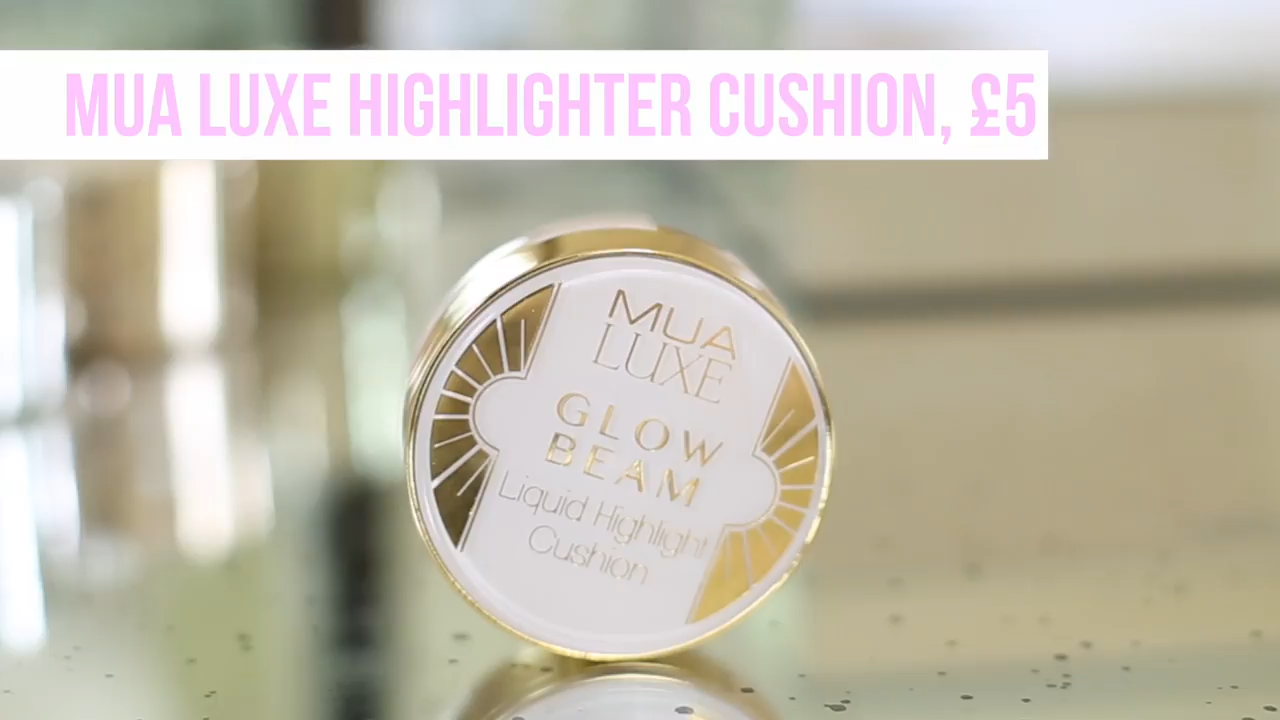 MUA LUXE HIGHLIGHTER CUSHION, £5
MUA
LUXE
GLOW
BEAM
Liquid Highlight
Cushion